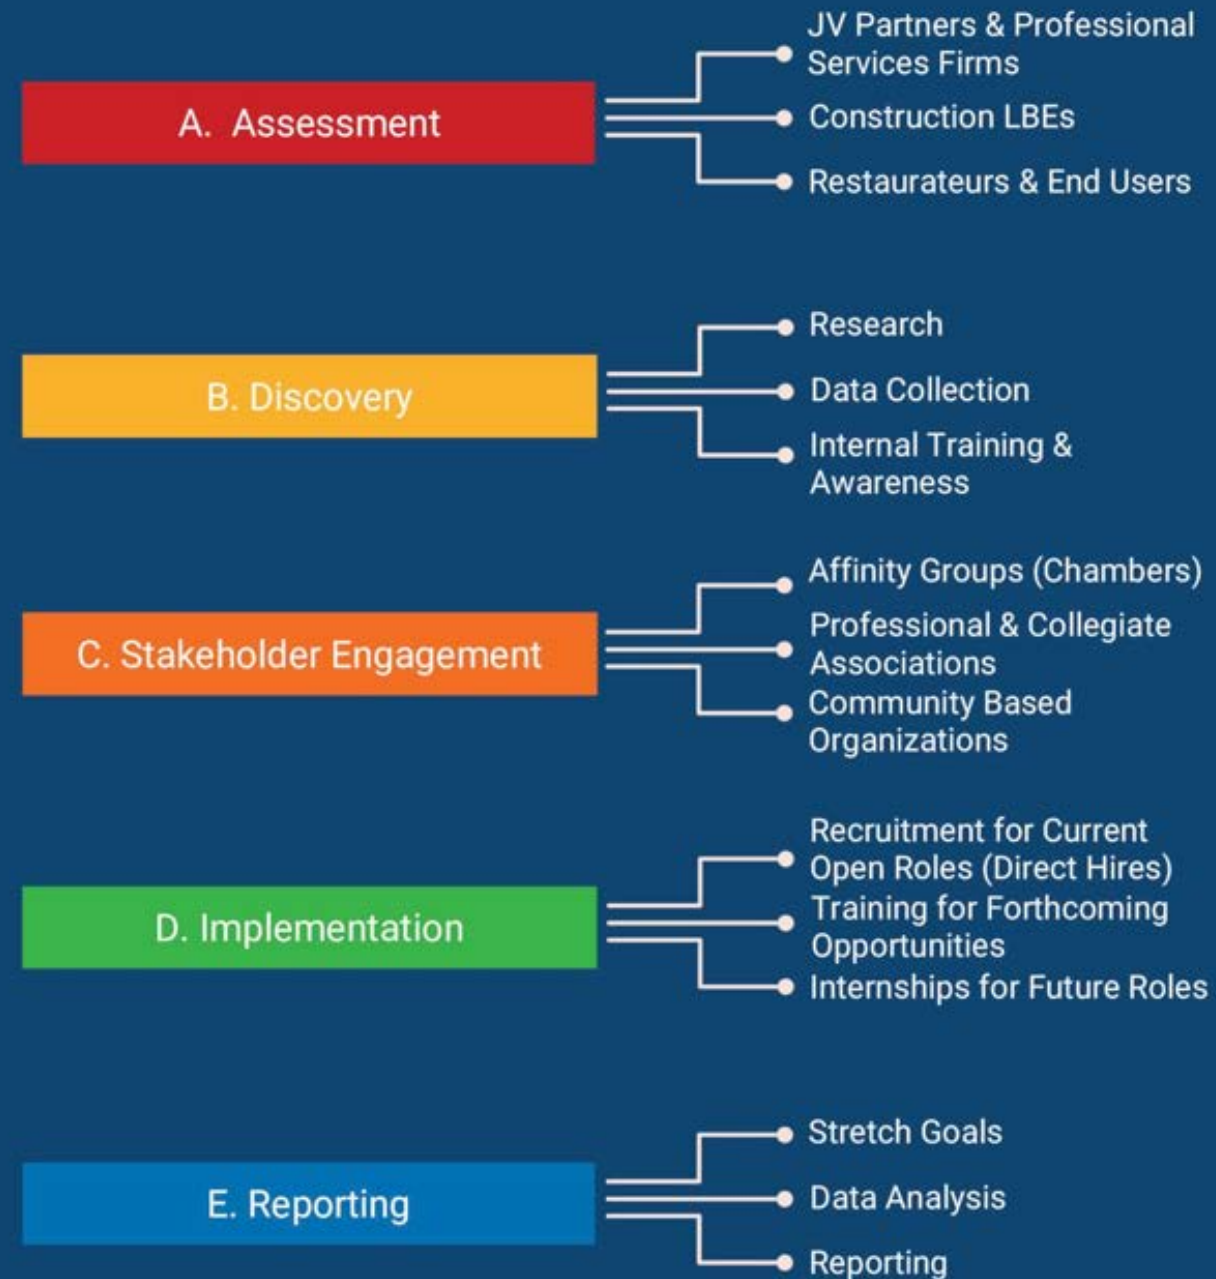 A. Assessment
JV Partners & Professional
Services Firms
Construction LBEs
Restaurateurs & End Users
B. Discovery
Research
Data Collection
Internal Training &
Awareness
C. Stakeholder Engagement
Affinity Groups (Chambers)
Professional & Collegiate
Associations
Community Based
Organizations
D. Implementation
Recruitment for Current
Open Roles (Direct Hires)
Training for Forthcoming
Opportunities
Internships for Future Roles
E. Reporting
Stretch Goals
Data Analysis
Reporting